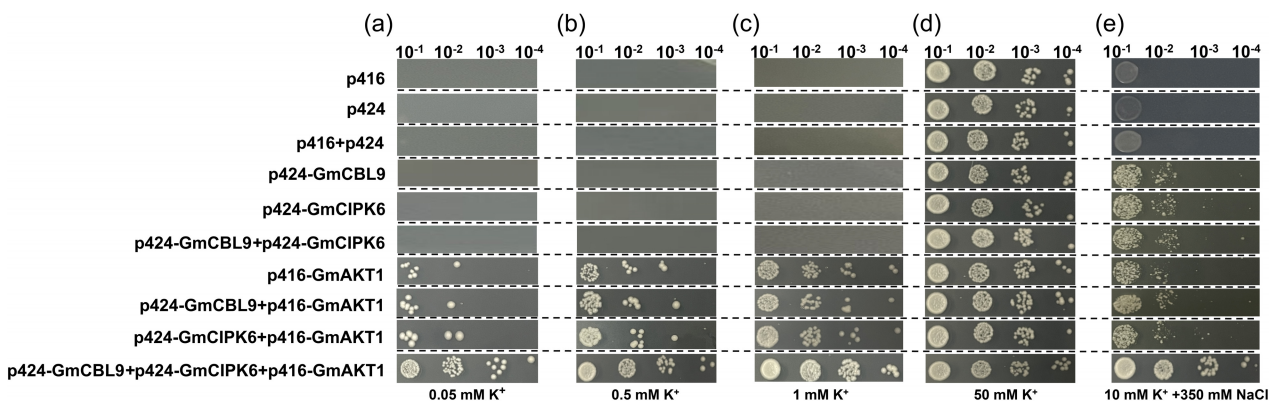 (a) (b) (c) (d) (e)
10⁻¹ 10⁻² 10⁻³ 10⁻⁴ 10⁻¹ 10⁻² 10⁻³ 10⁻⁴ 10⁻¹ 10⁻² 10⁻³ 10⁻⁴ 10⁻¹ 10⁻² 10⁻³ 10⁻⁴ 10⁻¹ 10⁻² 10⁻³ 10⁻⁴
p416
p424
p416+p424
p424-GmCBL9
p424-GmCIPK6
p424-GmCBL9+p424-GmCIPK6
p416-GmAKT1
p424-GmCBL9+p416-GmAKT1
p424-GmCIPK6+p416-GmAKT1
p424-GmCBL9+p424-GmCIPK6+p416-GmAKT1
0.05 mM K⁺ 0.5 mM K⁺ 1 mM K⁺ 50 mM K⁺ 10 mM K⁺ +350 mM NaCl